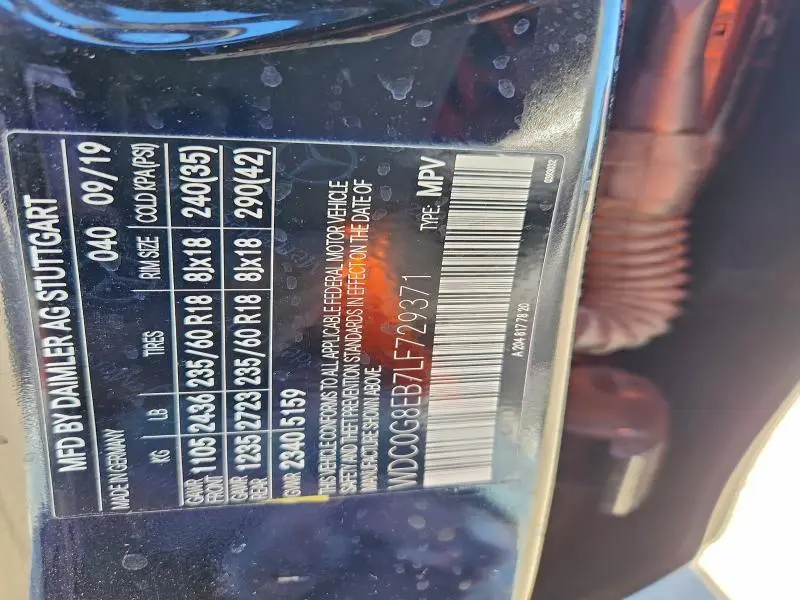 MFD BY DAIMLER AG STUTTGART
MADE IN GERMANY 040 09/19
KG LB TIRES RIM SIZE COLD KPA(PSI)
GAWR FRONT 1105 2436 235/60 R18 8Jx18 240(35)
GAWR REAR 1235 2723 235/60 R18 8Jx18 290(42)
GVWR 2340 5159
THIS VEHICLE CONFORMS TO ALL APPLICABLE FEDERAL MOTOR VEHICLE
SAFETY AND THEFT PREVENTION STANDARDS IN EFFECT ON THE DATE OF
MANUFACTURE SHOWN ABOVE.
WDC0G8EB7LF729371 TYPE: MPV
A 204 817 78 20